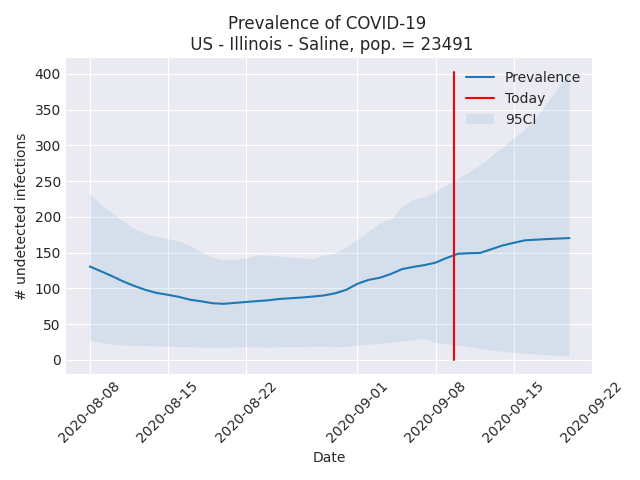 Prevalence of COVID-19
US - Illinois - Saline, pop. = 23491
Prevalence
Today
95CI
400
350
300
250
200
150
100
50
0
# undetected infections
2020-08-08
2020-08-15
2020-08-22
2020-09-01
2020-09-08
2020-09-15
2020-09-22
Date